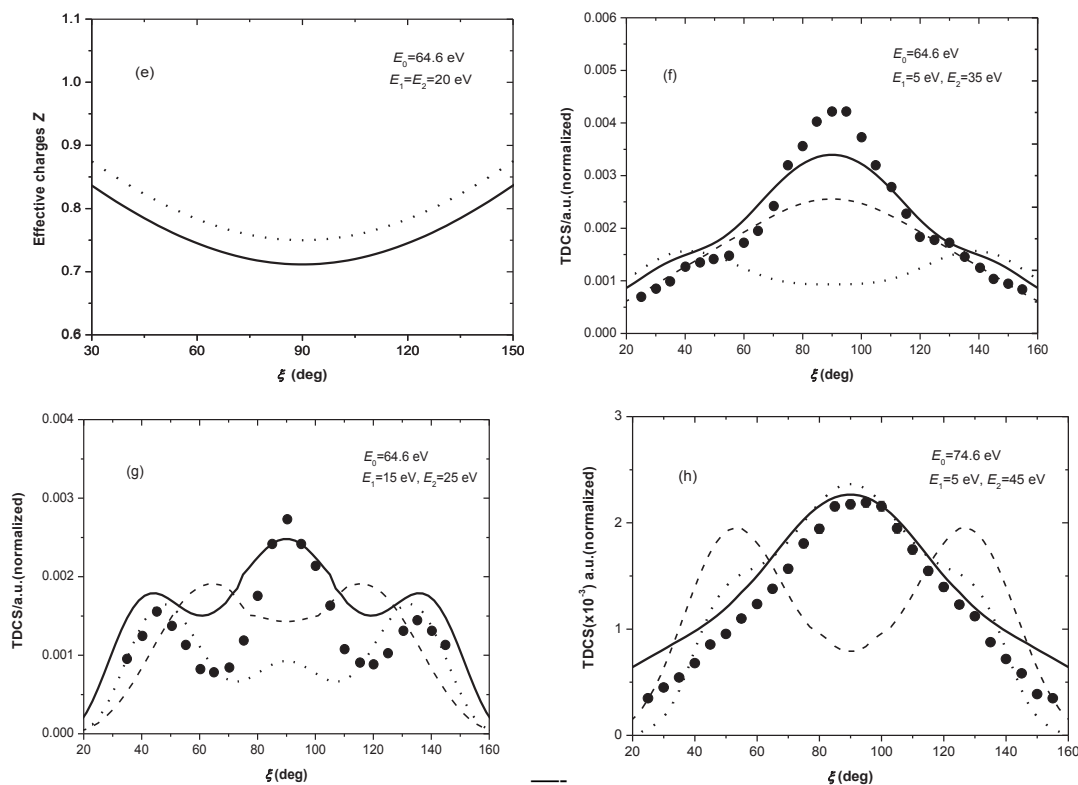 (e)
E0=64.6 eV
E1=E2=20 eV
Effective charges Z
1.1
1.0
0.9
0.8
0.7
0.6
30
60
90
120
150
ξ (deg)
(f)
E0=64.6 eV
E1=5 eV, E2=35 eV
TDCS/a.u.(normalized)
0.006
0.005
0.004
0.003
0.002
0.001
0.000
20
40
60
80
100
120
140
160
ξ(deg)
(g)
E0=64.6 eV
E1=15 eV, E2=25 eV
TDCS/a.u.(normalized)
0.004
0.003
0.002
0.001
0.000
20
40
60
80
100
120
140
160
ξ(deg)
(h)
E0=74.6 eV
E1=5 eV, E2=45 eV
TDCS(x10-3) a.u.(normalized)
3
2
1
0
20
40
60
80
100
120
140
160
ξ(deg)